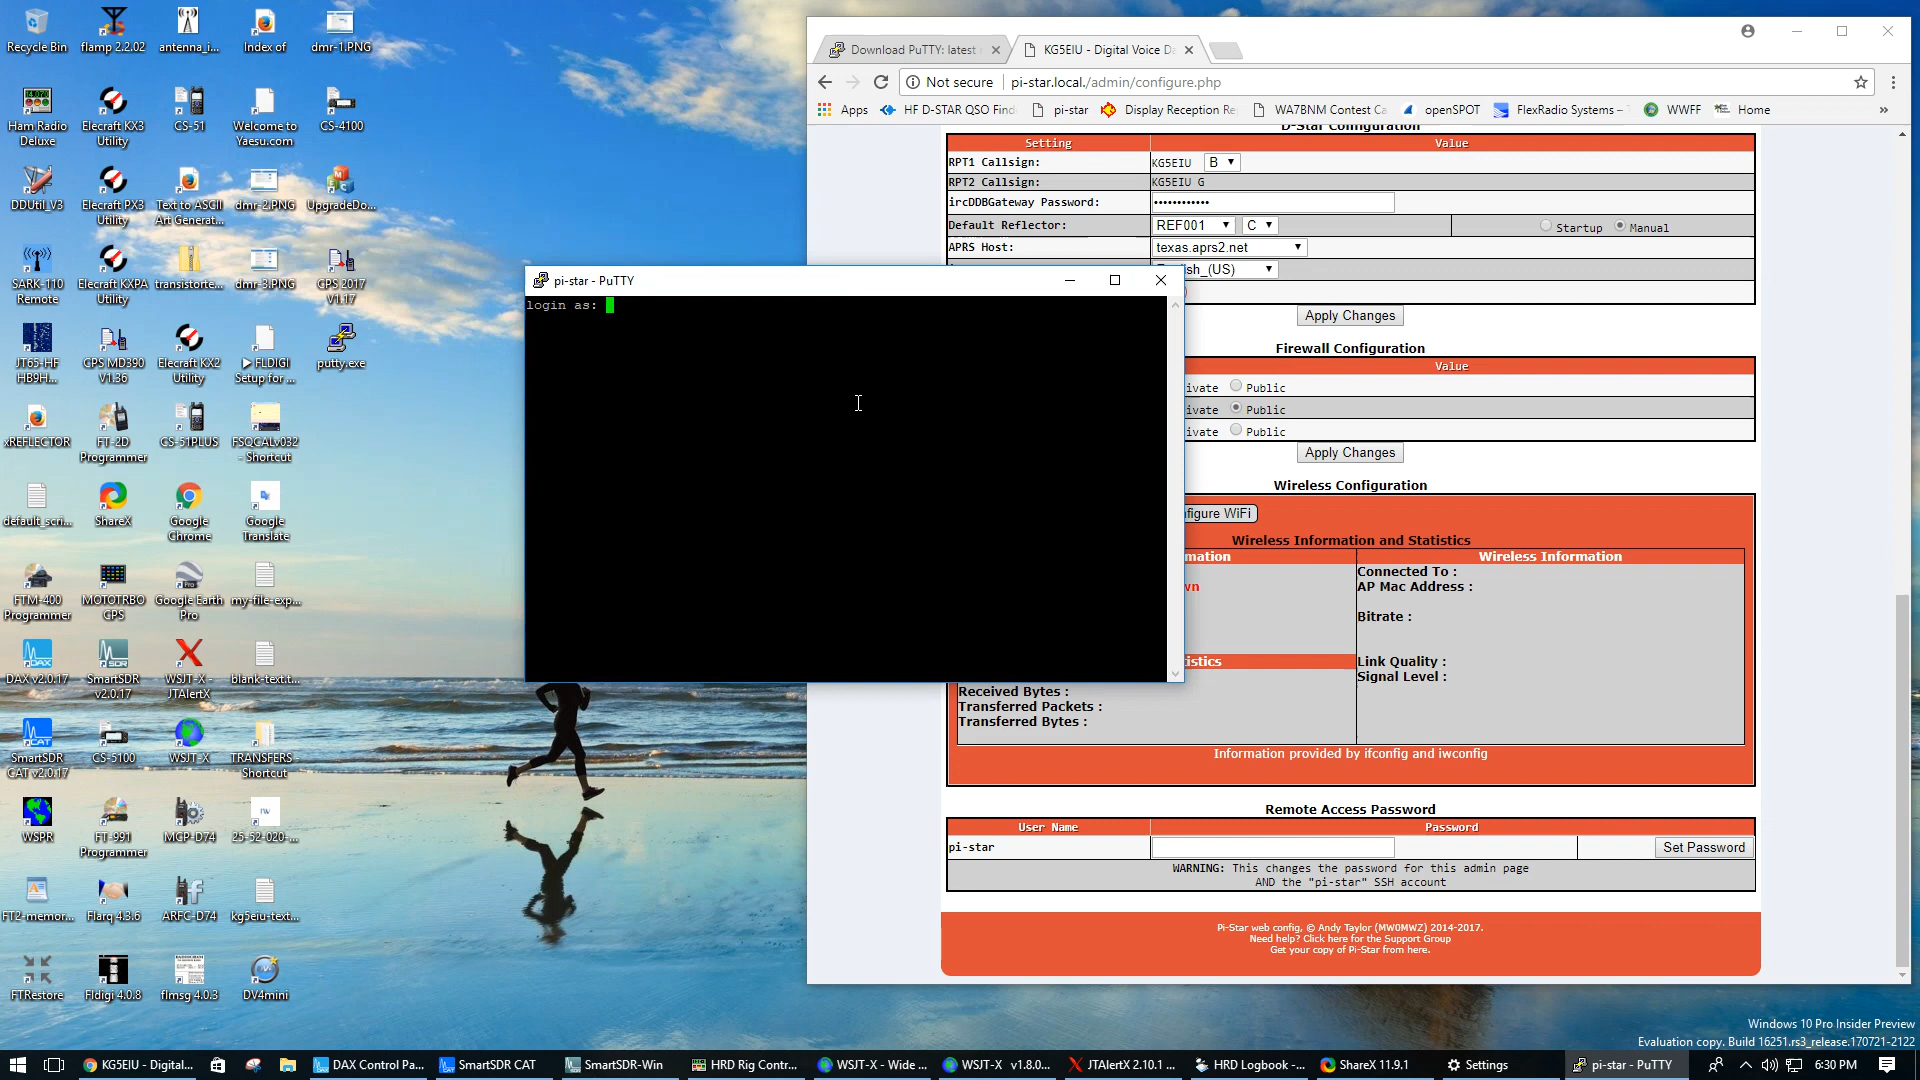 Recycle Bin
flamp 2.2.02
antenna_i...
Index of
dmr-1.PNG
Ham Radio Deluxe
Elecraft KX3 Utility
CS-51
Welcome to Yaesu.com
CS-4100
DDUtil_V3
Elecraft PX3 Utility
Text to ASCII Art Generat...
dmr-2.PNG
UpgradeDo...
SARK-110 Remote
Elecraft KXPA Utility
transistorte...
dmr-3.PNG
CPS 2017 V1.17
JT65-HF HB9H...
CPS MD390 V1.36
Elecraft KX2 Utility
▶ FLDIGI Setup for ...
putty.exe
xREFLECTOR
FT-2D Programmer
CS-51PLUS
FSQCALv032 - Shortcut
default_scri...
ShareX
Google Chrome
Google Translate
FTM-400 Programmer
MOTOTRBO CPS
Google Earth Pro
my-file-exp...
DAX v2.0.17
SmartSDR v2.0.17
WSJT-X - JTAlertX
blank-text.t...
SmartSDR CAT v2.0.17
CS-5100
WSJT-X
TRANSFERS - Shortcut
WSPR
FT-991 Programmer
MCP-D74
25-52-020-...
FT2-memor...
Flarq 4.3.6
ARFC-D74
kg5eiu-text...
FTRestore
Fldigi 4.0.8
flmsg 4.0.3
DV4mini
Download PuTTY: latest
KG5EIU - Digital Voice Da
Not secure
pi-star.local./admin/configure.php
Apps
HF D-STAR QSO Find
pi-star
Display Reception Re
WA7BNM Contest Ca
openSPOT
FlexRadio Systems –
WWFF
Home
»
D-Star Configuration
Setting Value
RPT1 Callsign: KG5EIU B
RPT2 Callsign: KG5EIU G
ircDDBGateway Password: ••••••••••••
Default Reflector: REF001 C Startup Manual
APRS Host: texas.aprs2.net
glish_(US)
Apply Changes
pi-star - PuTTY
login as:
Firewall Configuration
Value
ivate Public
ivate Public
ivate Public
Apply Changes
Wireless Configuration
nfigure WiFi
Wireless Information and Statistics
mation
Wireless Information
wn
Connected To :
AP Mac Address :
Bitrate :
tistics
Link Quality :
Signal Level :
Received Bytes :
Transferred Packets :
Transferred Bytes :
Information provided by ifconfig and iwconfig
Remote Access Password
User Name Password
pi-star Set Password
WARNING: This changes the password for this admin page
AND the "pi-star" SSH account
Pi-Star web config, © Andy Taylor (MW0MWZ) 2014-2017.
Need help? Click here for the Support Group
Get your copy of Pi-Star from here.
Windows 10 Pro Insider Preview
Evaluation copy. Build 16251.rs3_release.170721-2122
KG5EIU - Digital...
DAX Control Pa...
SmartSDR CAT
SmartSDR-Win
HRD Rig Contr...
WSJT-X - Wide ...
WSJT-X v1.8.0...
JTAlertX 2.10.1 ...
HRD Logbook -...
ShareX 11.9.1
Settings
pi-star - PuTTY
6:30 PM